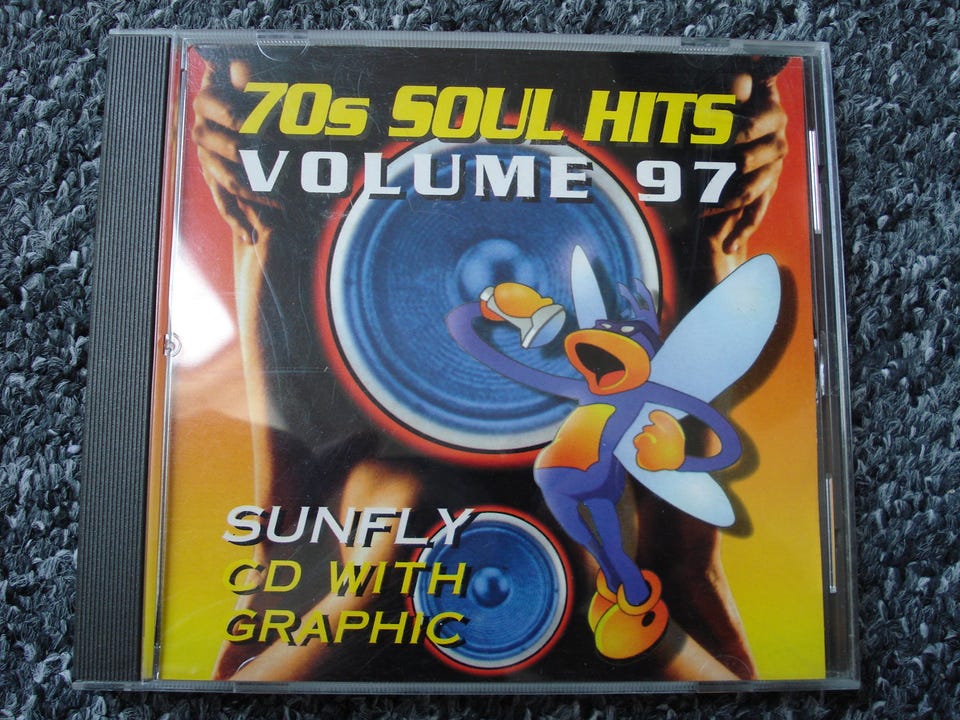 70s SOUL HITS
VOLUME 97
SUNFLY
CD WITH
GRAPHIC